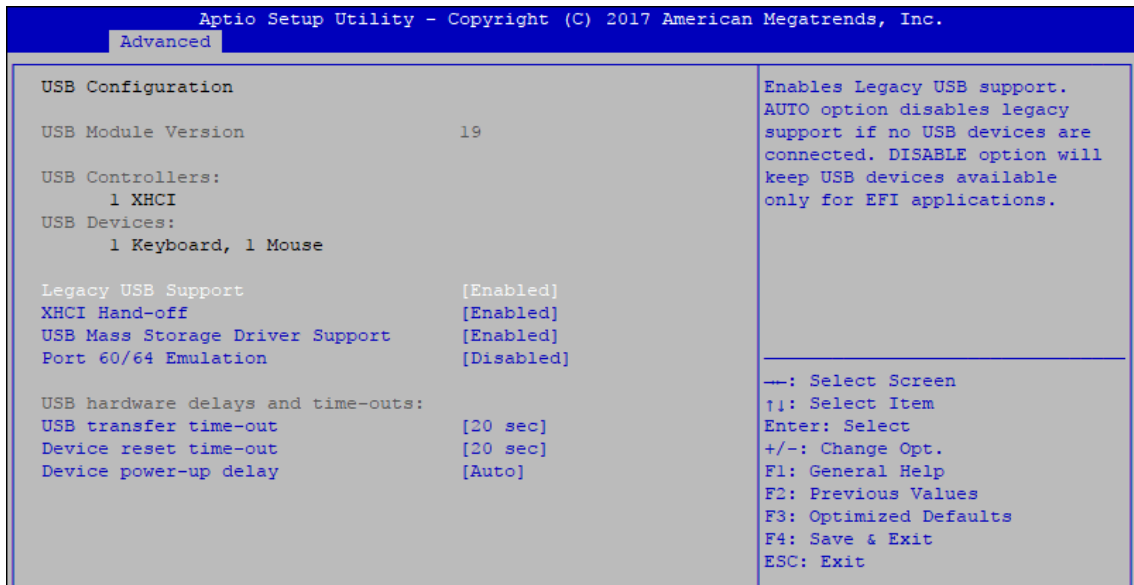 Aptio Setup Utility - Copyright (C) 2017 American Megatrends, Inc.
Advanced
USB Configuration
USB Module Version 19
USB Controllers:
1 XHCI
USB Devices:
1 Keyboard, 1 Mouse
Legacy USB Support [Enabled]
XHCI Hand-off [Enabled]
USB Mass Storage Driver Support [Enabled]
Port 60/64 Emulation [Disabled]
USB hardware delays and time-outs:
USB transfer time-out [20 sec]
Device reset time-out [20 sec]
Device power-up delay [Auto]
Enables Legacy USB support.
AUTO option disables legacy
support if no USB devices are
connected. DISABLE option will
keep USB devices available
only for EFI applications.
→←: Select Screen
↑↓: Select Item
Enter: Select
+/-: Change Opt.
F1: General Help
F2: Previous Values
F3: Optimized Defaults
F4: Save & Exit
ESC: Exit